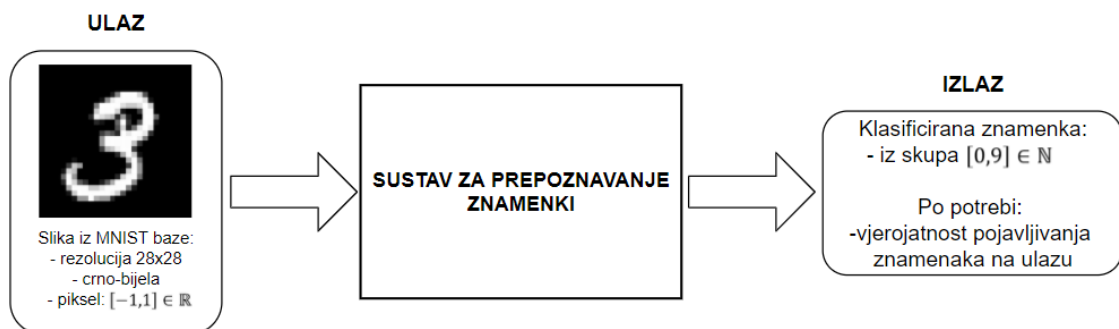 ULAZ
Slika iz MNIST baze:
- rezolucija 28x28
- crno-bijela
- piksel: [−1,1] ∈ ℝ
SUSTAV ZA PREPOZNAVANJE
ZNAMENKI
IZLAZ
Klasificirana znamenka:
- iz skupa [0,9] ∈ ℕ
Po potrebi:
-vjerojatnost pojavljivanja
znamenaka na ulazu